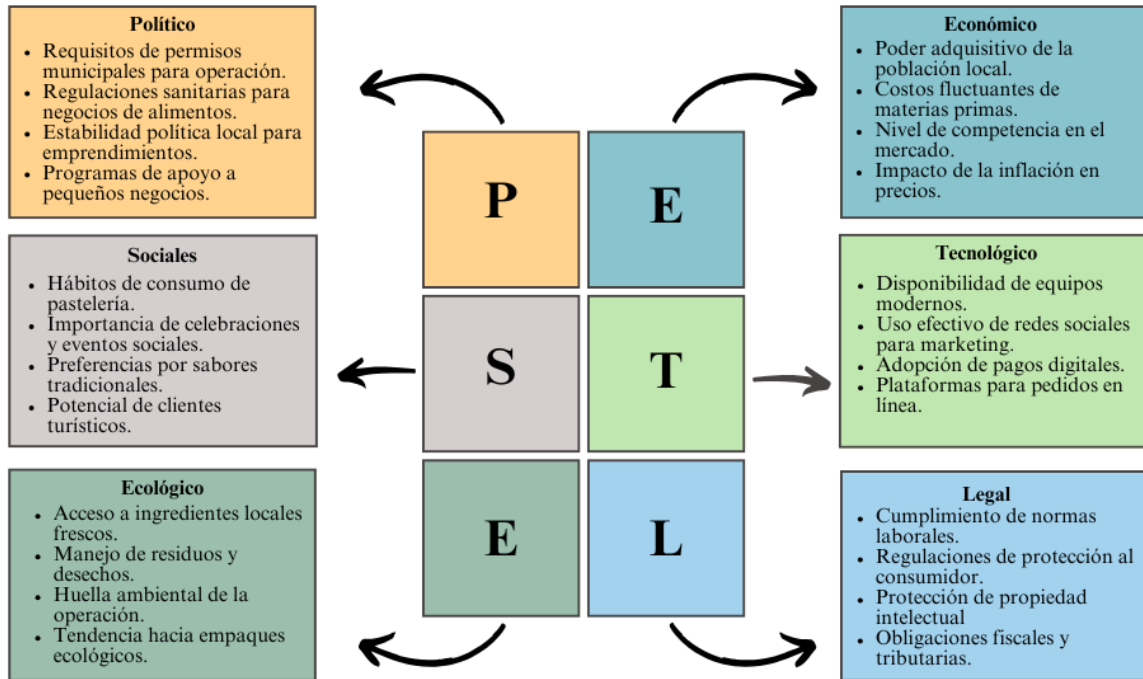 Político
• Requisitos de permisos
municipales para operación.
• Regulaciones sanitarias para
negocios de alimentos.
• Estabilidad política local para
emprendimientos.
• Programas de apoyo a
pequeños negocios.
Económico
• Poder adquisitivo de la
población local.
• Costos fluctuantes de
materias primas.
• Nivel de competencia en el
mercado.
• Impacto de la inflación en
precios.
P
E
Sociales
• Hábitos de consumo de
pastelería.
• Importancia de celebraciones
y eventos sociales.
• Preferencias por sabores
tradicionales.
• Potencial de clientes
turísticos.
S
T
Tecnológico
• Disponibilidad de equipos
modernos.
• Uso efectivo de redes sociales
para marketing.
• Adopción de pagos digitales.
• Plataformas para pedidos en
línea.
Ecológico
• Acceso a ingredientes locales
frescos.
• Manejo de residuos y
desechos.
• Huella ambiental de la
operación.
• Tendencia hacia empaques
ecológicos.
E
L
Legal
• Cumplimiento de normas
laborales.
• Regulaciones de protección al
consumidor.
• Protección de propiedad
intelectual
• Obligaciones fiscales y
tributarias.